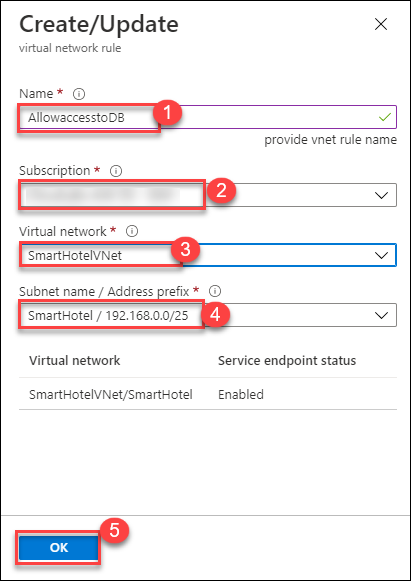 Create/Update
virtual network rule
Name *
AllowaccesstoDB
1
provide vnet rule name
Subscription *
2
Virtual network *
SmartHotelVNet
3
Subnet name / Address prefix *
SmartHotel / 192.168.0.0/25
4
Virtual network Service endpoint status
SmartHotelVNet/SmartHotel Enabled
5
OK